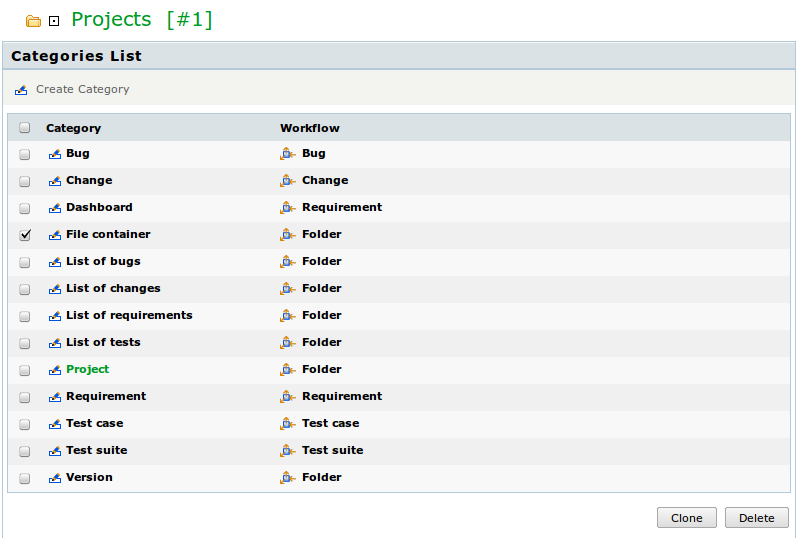 Projects [#1]
Categories List
Create Category
Category Workflow
Bug Bug
Change Change
Dashboard Requirement
File container Folder
List of bugs Folder
List of changes Folder
List of requirements Folder
List of tests Folder
Project Folder
Requirement Requirement
Test case Test case
Test suite Test suite
Version Folder
Clone Delete